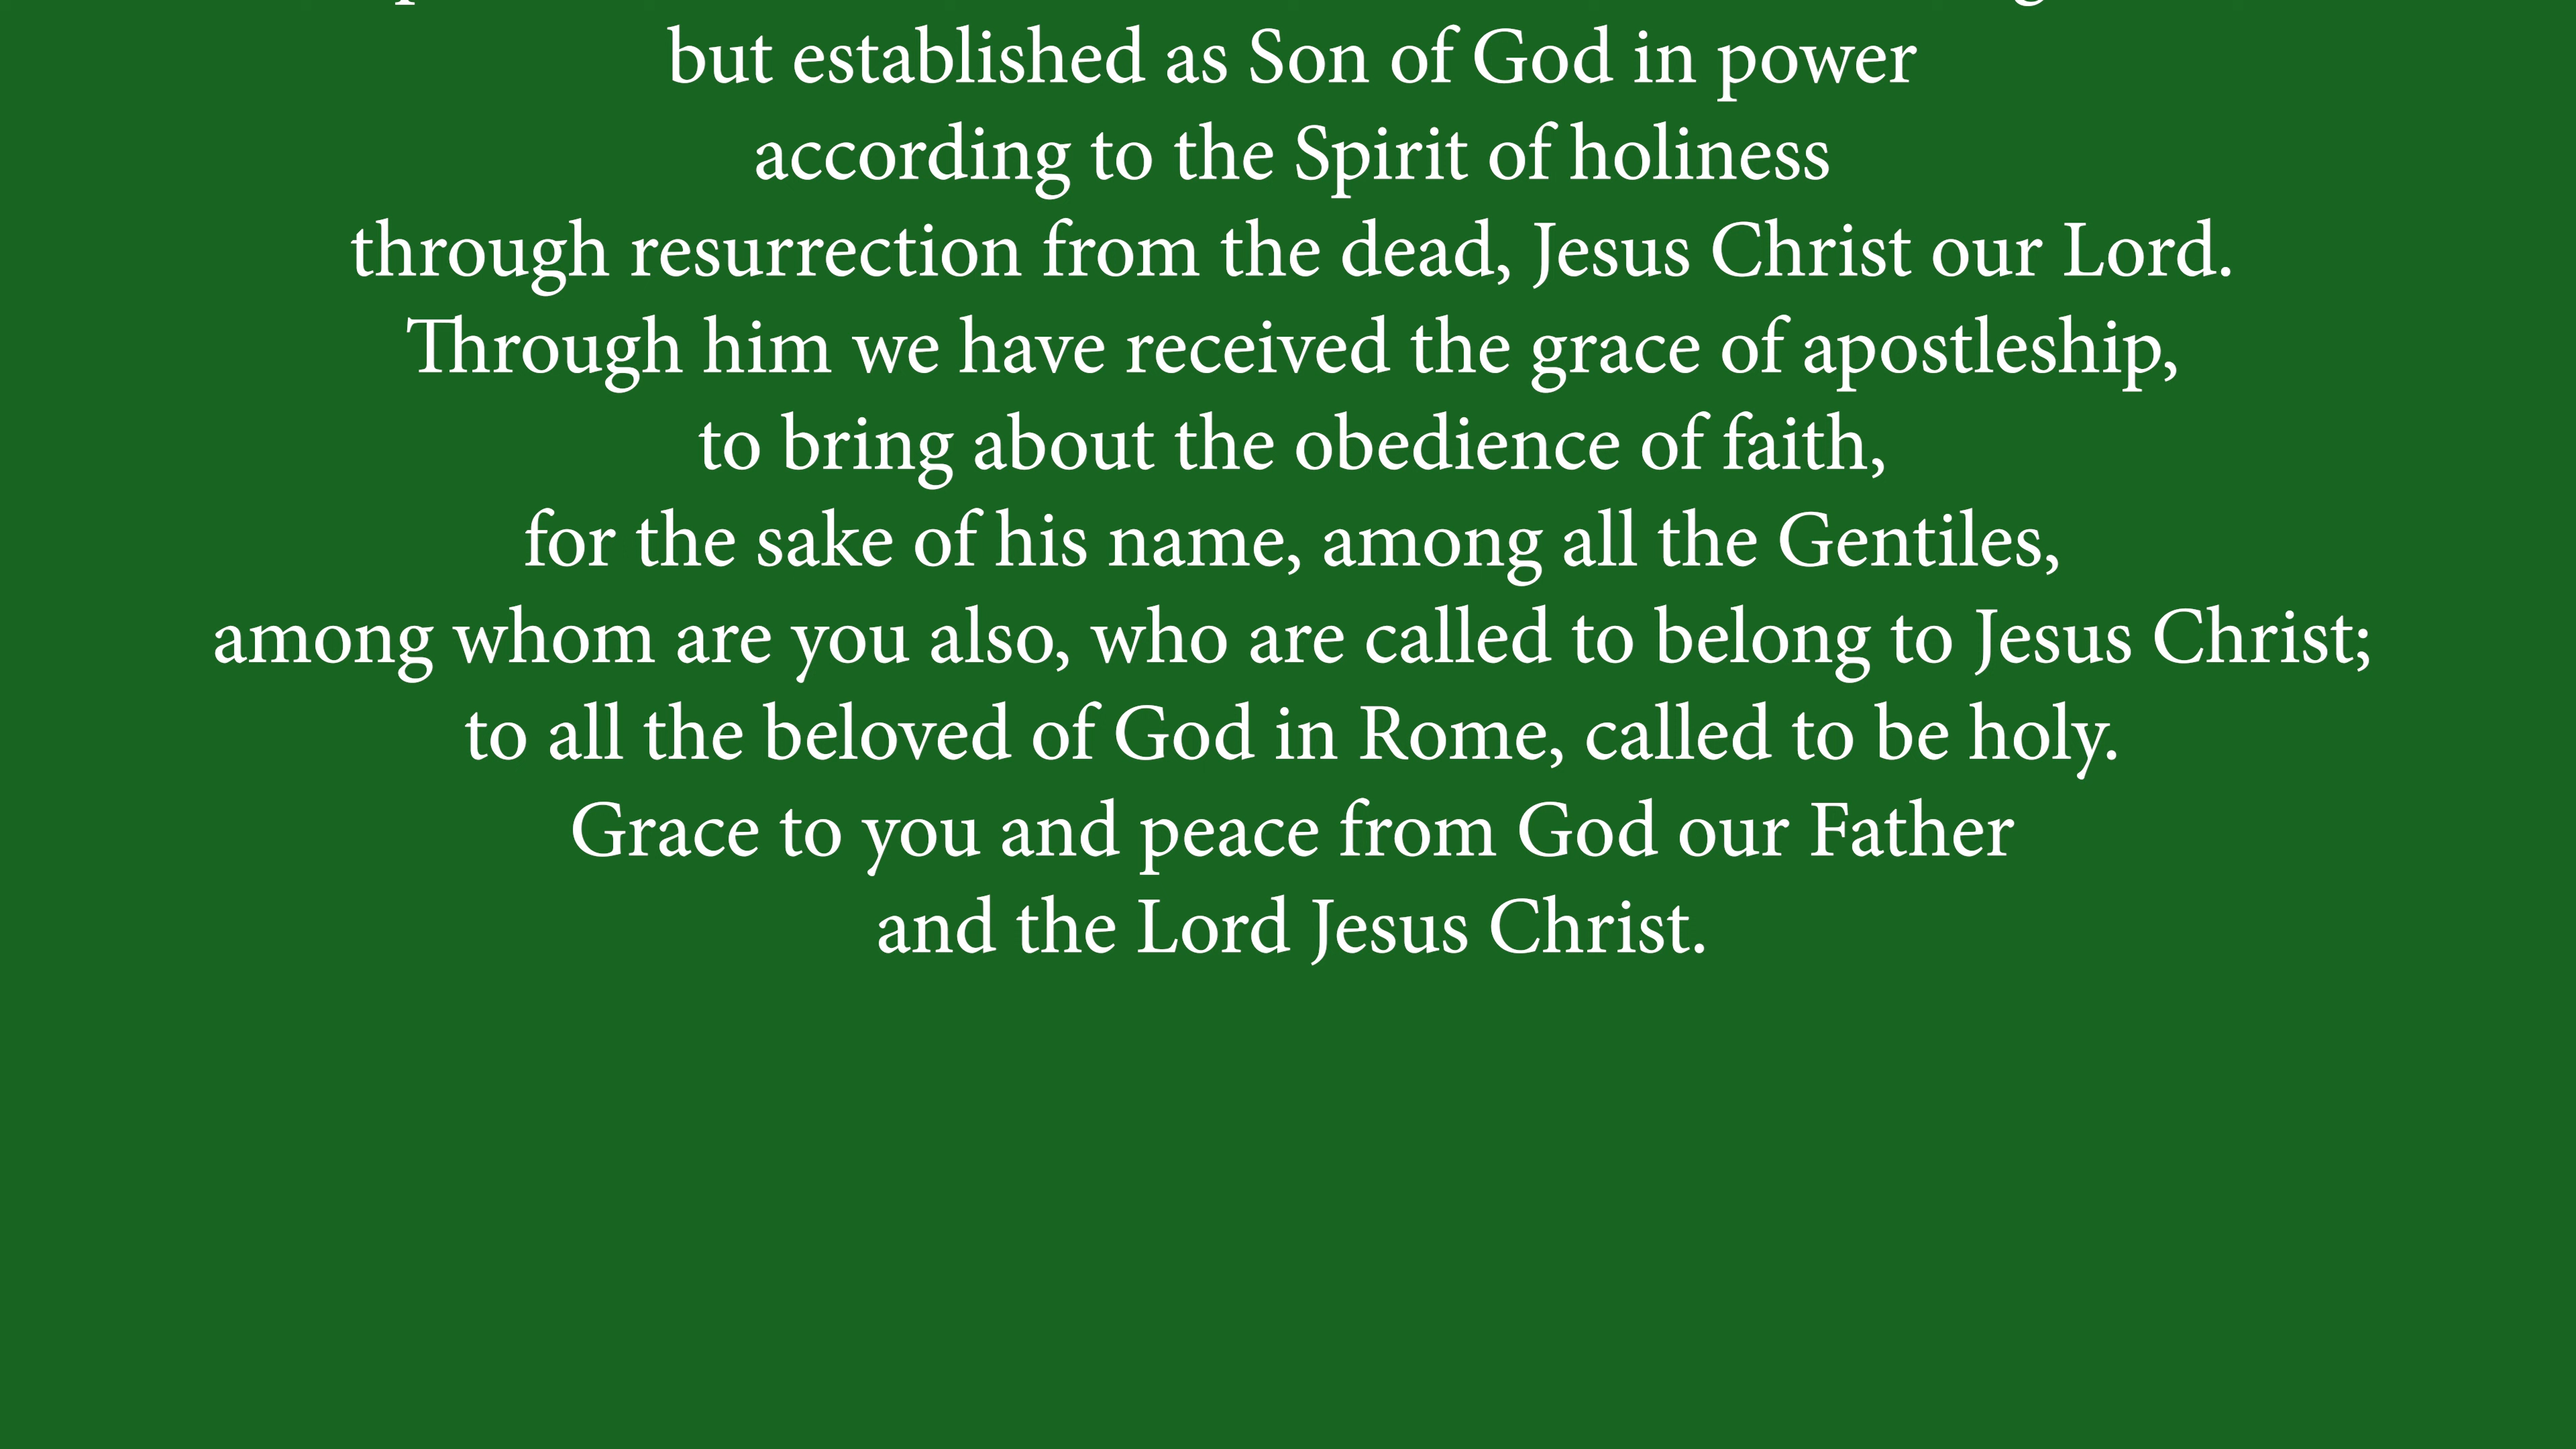 but established as Son of God in power
according to the Spirit of holiness
through resurrection from the dead, Jesus Christ our Lord.
Through him we have received the grace of apostleship,
to bring about the obedience of faith,
for the sake of his name, among all the Gentiles,
among whom are you also, who are called to belong to Jesus Christ;
to all the beloved of God in Rome, called to be holy.
Grace to you and peace from God our Father
and the Lord Jesus Christ.